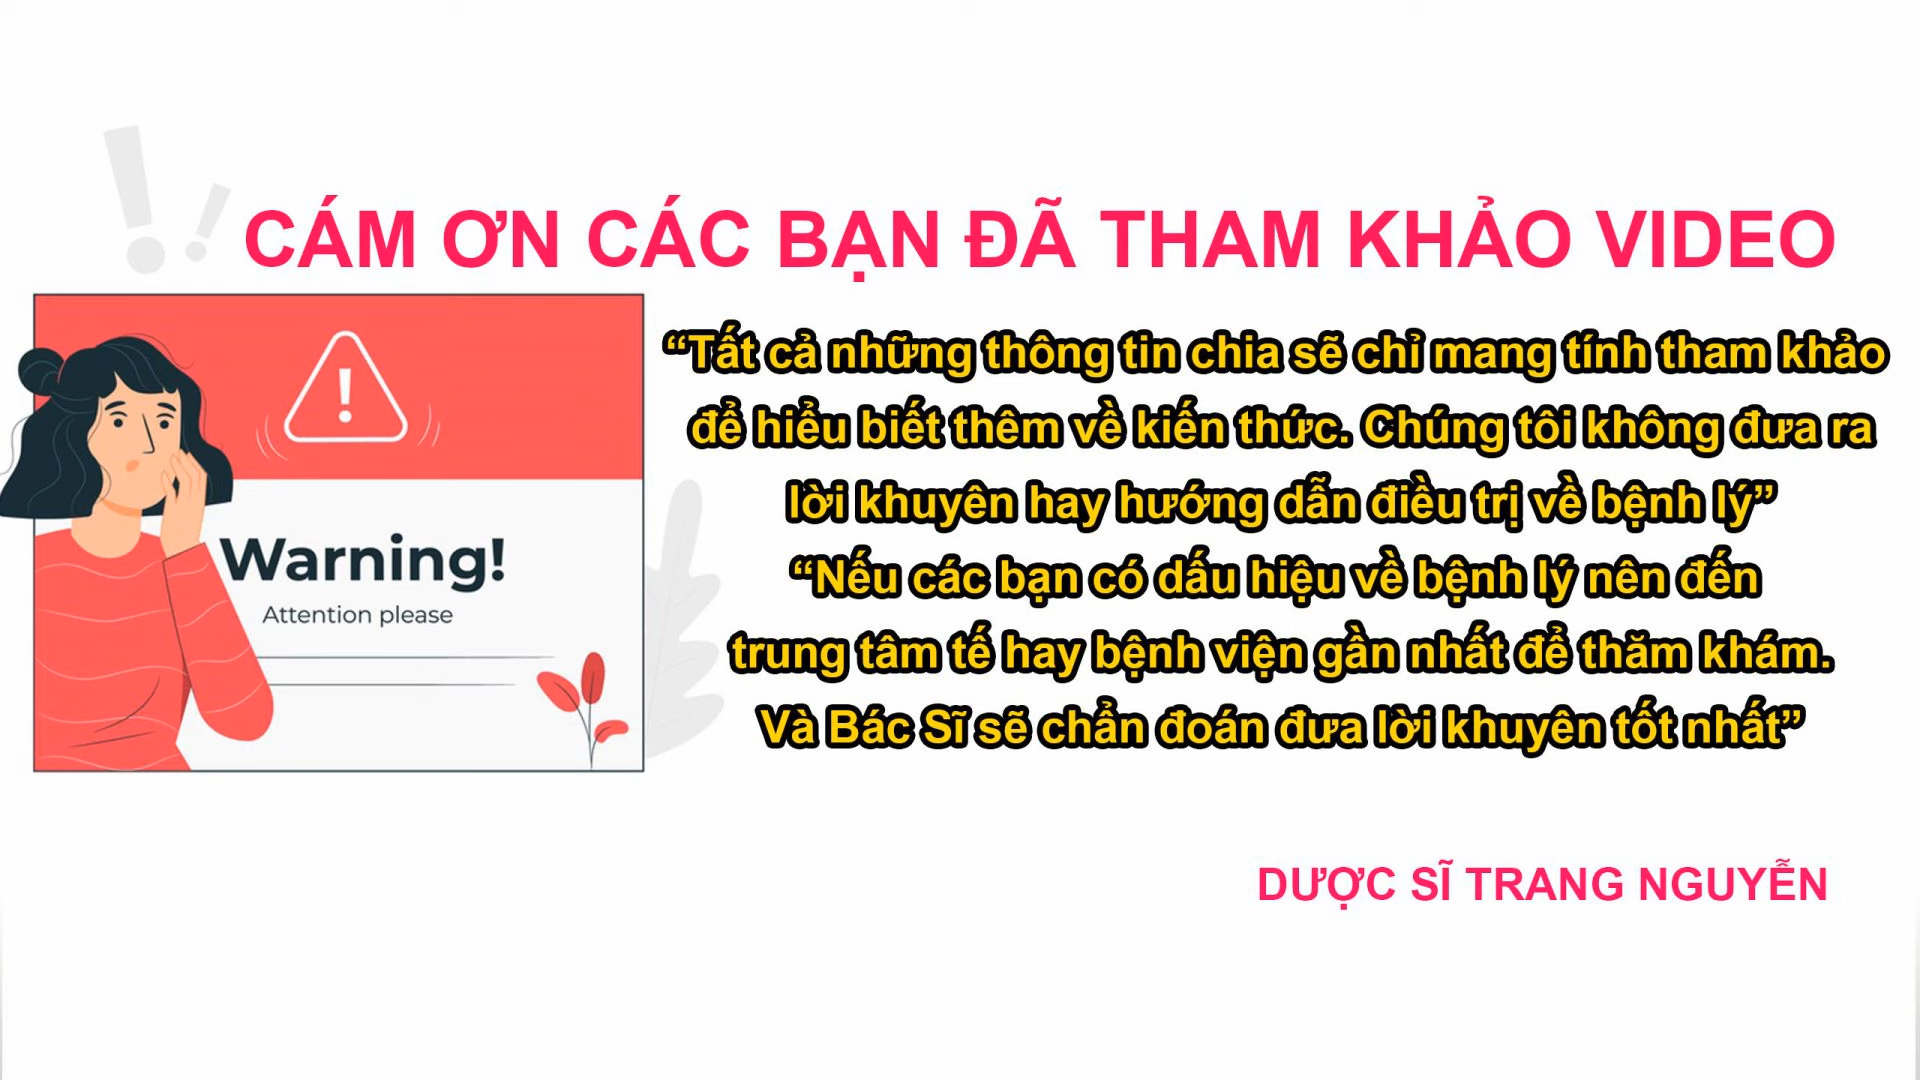 CÁM ƠN CÁC BẠN ĐÃ THAM KHẢO VIDEO
“Tất cả những thông tin chia sẽ chỉ mang tính tham khảo
để hiểu biết thêm về kiến thức. Chúng tôi không đưa ra
lời khuyên hay hướng dẫn điều trị về bệnh lý”
“Nếu các bạn có dấu hiệu về bệnh lý nên đến
trung tâm tế hay bệnh viện gần nhất để thăm khám.
Và Bác Sĩ sẽ chẩn đoán đưa lời khuyên tốt nhất”
Warning!
Attention please
DƯỢC SĨ TRANG NGUYỄN